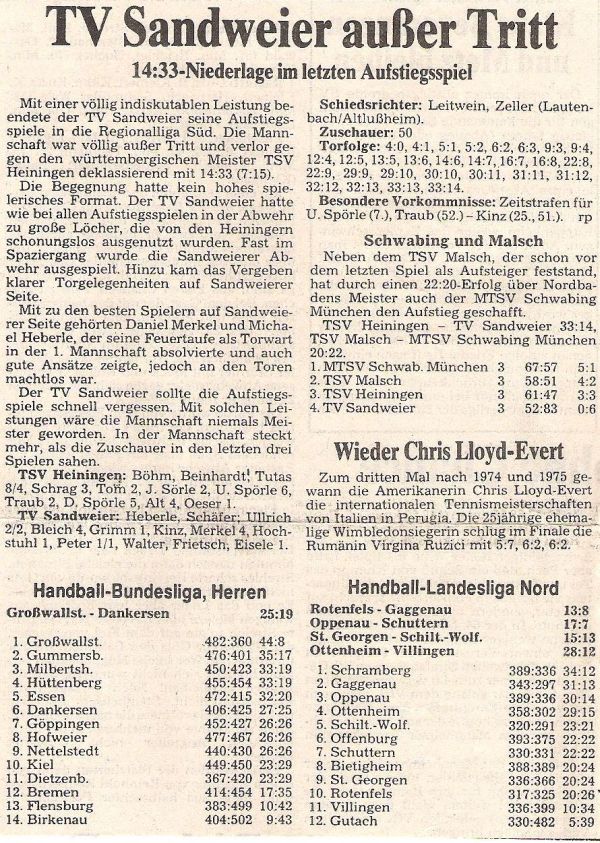 TV Sandweier außer Tritt
14:33-Niederlage im letzten Aufstiegsspiel
Mit einer völlig indiskutablen Leistung be-
endete der TV Sandweier seine Aufstiegs-
spiele in die Regionalliga Süd. Die Mann-
schaft war völlig außer Tritt und verlor ge-
gen den württembergischen Meister TSV
Heiningen deklassierend mit 14:33 (7:15).
Die Begegnung hatte kein hohes spie-
lerisches Format. Der TV Sandweier hatte
wie bei allen Aufstiegsspielen in der Abwehr
zu große Löcher, die von den Heiningern
schonungslos ausgenutzt wurden. Fast im
Spaziergang wurde die Sandweierer Ab-
wehr ausgespielt. Hinzu kam das Vergeben
klarer Torgelegenheiten auf Sandweierer
Seite.
Mit zu den besten Spielern auf Sandweie-
rer Seite gehörten Daniel Merkel und Micha-
el Heberle, der seine Feuertaufe als Torwart
in der 1. Mannschaft absolvierte und auch
gute Ansätze zeigte, jedoch an den Toren
machtlos war.
Der TV Sandweier sollte die Aufstiegs-
spiele schnell vergessen. Mit solchen Lei-
stungen wäre die Mannschaft niemals Mei-
ster geworden. In der Mannschaft steckt
mehr, als die Zuschauer in den letzten drei
Spielen sahen.
TSV Heiningen: Böhm, Beinhardt; Tutas
8/4, Schrag 3, Tom 2, J. Sörle 2, U. Spörle 6,
Traub 2, D. Spörle 5, Alt 4, Oeser 1.
TV Sandweier: Heberle, Schäfer; Ullrich
2/2, Bleich 4, Grimm 1, Kinz, Merkel 4, Hoch-
stuhl 1, Peter 1/1, Walter, Frietsch, Eisele 1.
Schiedsrichter: Leitwein, Zeller (Lauten-
bach/Altlußheim).
Zuschauer: 50
Torfolge: 4:0, 4:1, 5:1, 5:2, 6:2, 6:3, 9:3, 9:4,
12:4, 12:5, 13:5, 13:6, 14:6, 14:7, 16:7, 16:8, 22:8,
22:9, 29:9, 29:10, 30:10, 30:11, 31:11, 31:12,
32:12, 32:13, 33:13, 33:14.
Besondere Vorkommnisse: Zeitstrafen für
U. Spörle (7.), Traub (52.) – Kinz (25., 51.). rp
Schwabing und Malsch
Neben dem TSV Malsch, der schon vor
dem letzten Spiel als Aufsteiger feststand,
hat durch einen 22:20-Erfolg über Nordba-
dens Meister auch der MTSV Schwabing
München den Aufstieg geschafft.
TSV Heiningen – TV Sandweier 33:14,
TSV Malsch – MTSV Schwabing München
20:22.
1. MTSV Schwab. München 3 67:57 5:1
2. TSV Malsch 3 58:51 4:2
3. TSV Heiningen 3 61:47 3:3
4. TV Sandweier 3 52:83 0:6
Wieder Chris Lloyd-Evert
Zum dritten Mal nach 1974 und 1975 ge-
wann die Amerikanerin Chris Lloyd-Evert
die internationalen Tennismeisterschaften
von Italien in Perugia. Die 25jährige ehema-
lige Wimbledonsiegerin schlug im Finale die
Rumänin Virgina Ruzici mit 5:7, 6:2, 6:2.
Handball-Bundesliga, Herren
Großwallst. - Dankersen 25:19
1. Großwallst. 482:360 44:8
2. Gummersb. 476:401 35:17
3. Milbertsh. 450:423 33:19
4. Hüttenberg 455:454 33:19
5. Essen 472:415 32:20
6. Dankersen 406:425 27:25
7. Göppingen 452:427 26:26
8. Hofweier 477:467 26:26
9. Nettelstedt 440:430 26:26
10. Kiel 449:450 23:29
11. Dietzenb. 367:420 23:29
12. Bremen 414:454 17:35
13. Flensburg 383:499 10:42
14. Birkenau 404:502 9:43
Handball-Landesliga Nord
Rotenfels - Gaggenau 13:8
Oppenau - Schuttern 17:7
St. Georgen - Schilt.-Wolf. 15:13
Ottenheim - Villingen 28:12
1. Schramberg 389:336 34:12
2. Gaggenau 343:297 31:13
3. Oppenau 389:339 30:14
4. Ottenheim 358:302 29:15
5. Schilt.-Wolf. 320:291 23:21
6. Offenburg 393:375 22:22
7. Schuttern 330:331 22:22
8. Bietigheim 388:389 20:24
9. St. Georgen 336:366 20:24
10. Rotenfels 317:325 20:26
11. Villingen 336:399 10:34
12. Gutach 330:482 5:39